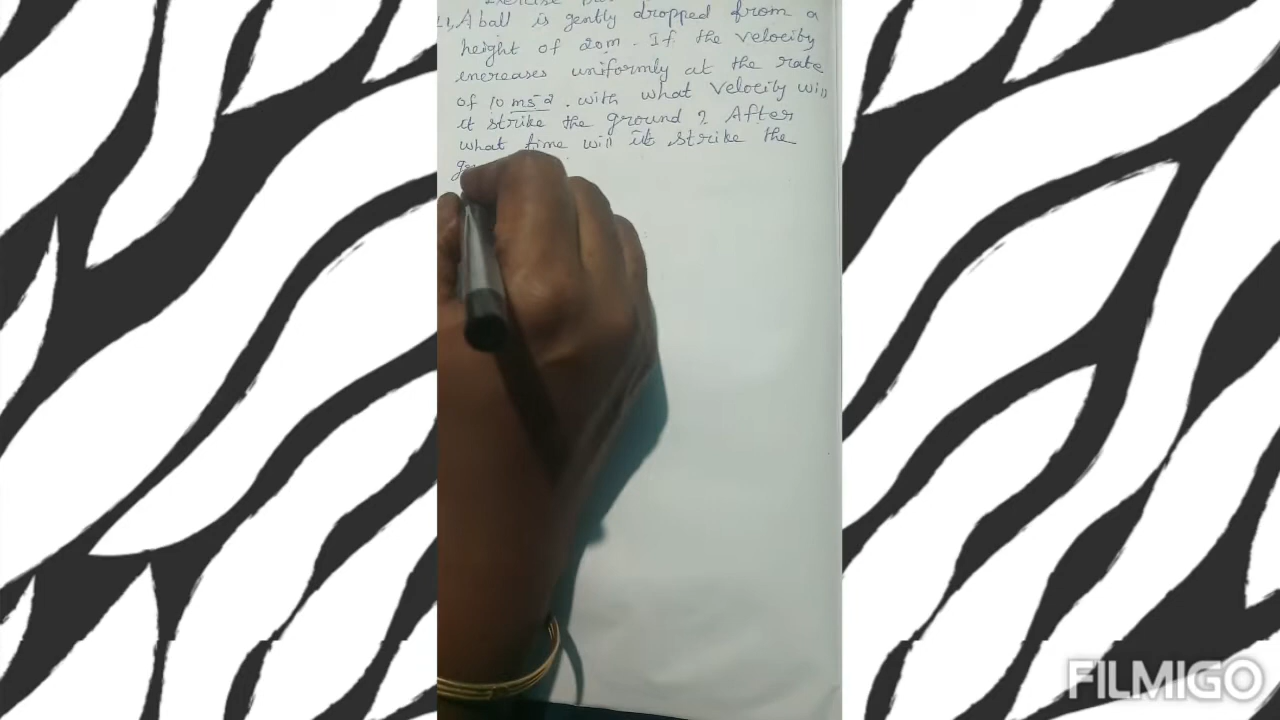 A ball is gently dropped from a
height of 20m. If the velocity
increases uniformly at the rate
of 10 ms-2. with what velocity will
it strike the ground ? After
what time will it strike the
FILMIGO